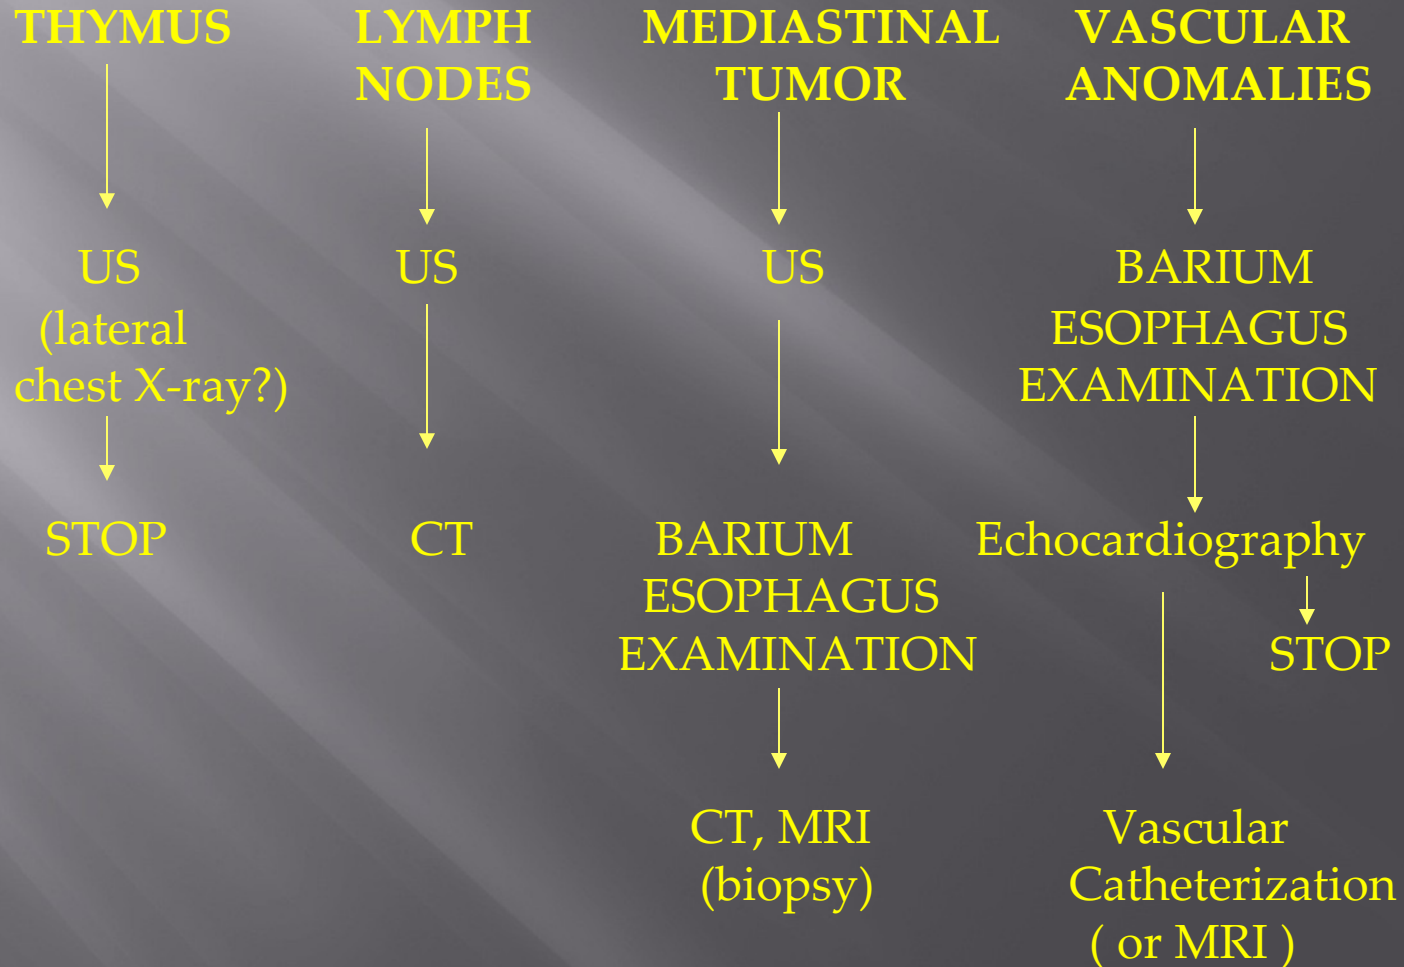 THYMUS
US
(lateral
chest X-ray?)
STOP
LYMPH
NODES
US
CT
MEDIASTINAL
TUMOR
US
BARIUM
ESOPHAGUS
EXAMINATION
CT, MRI
(biopsy)
VASCULAR
ANOMALIES
BARIUM
ESOPHAGUS
EXAMINATION
Echocardiography
STOP
Vascular
Catheterization
( or MRI )